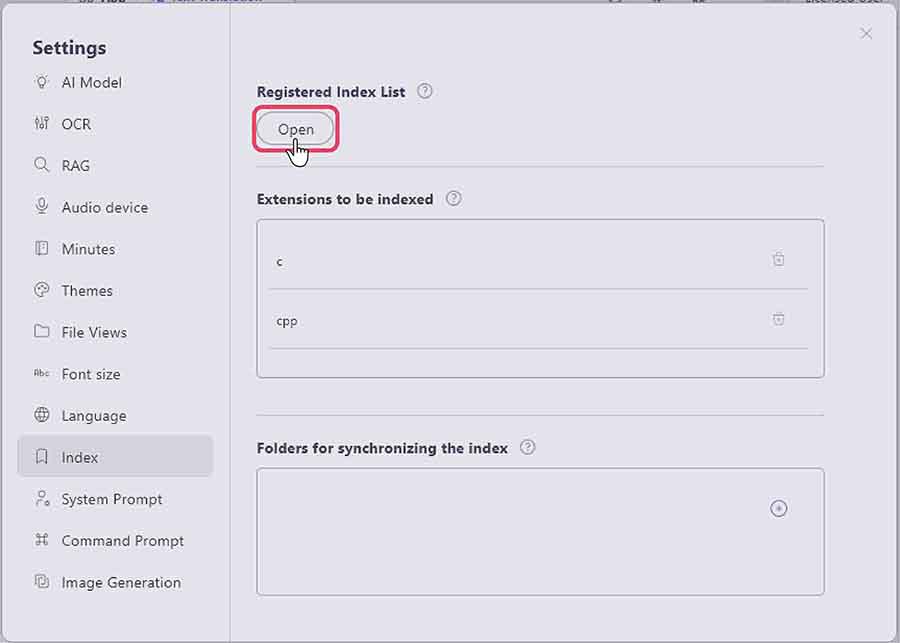 Settings
AI Model
OCR
RAG
Audio device
Minutes
Themes
File Views
Abc Font size
Language
Index
System Prompt
Command Prompt
Image Generation
Registered Index List ?
Open
Extensions to be indexed ?
c
cpp
Folders for synchronizing the index ?